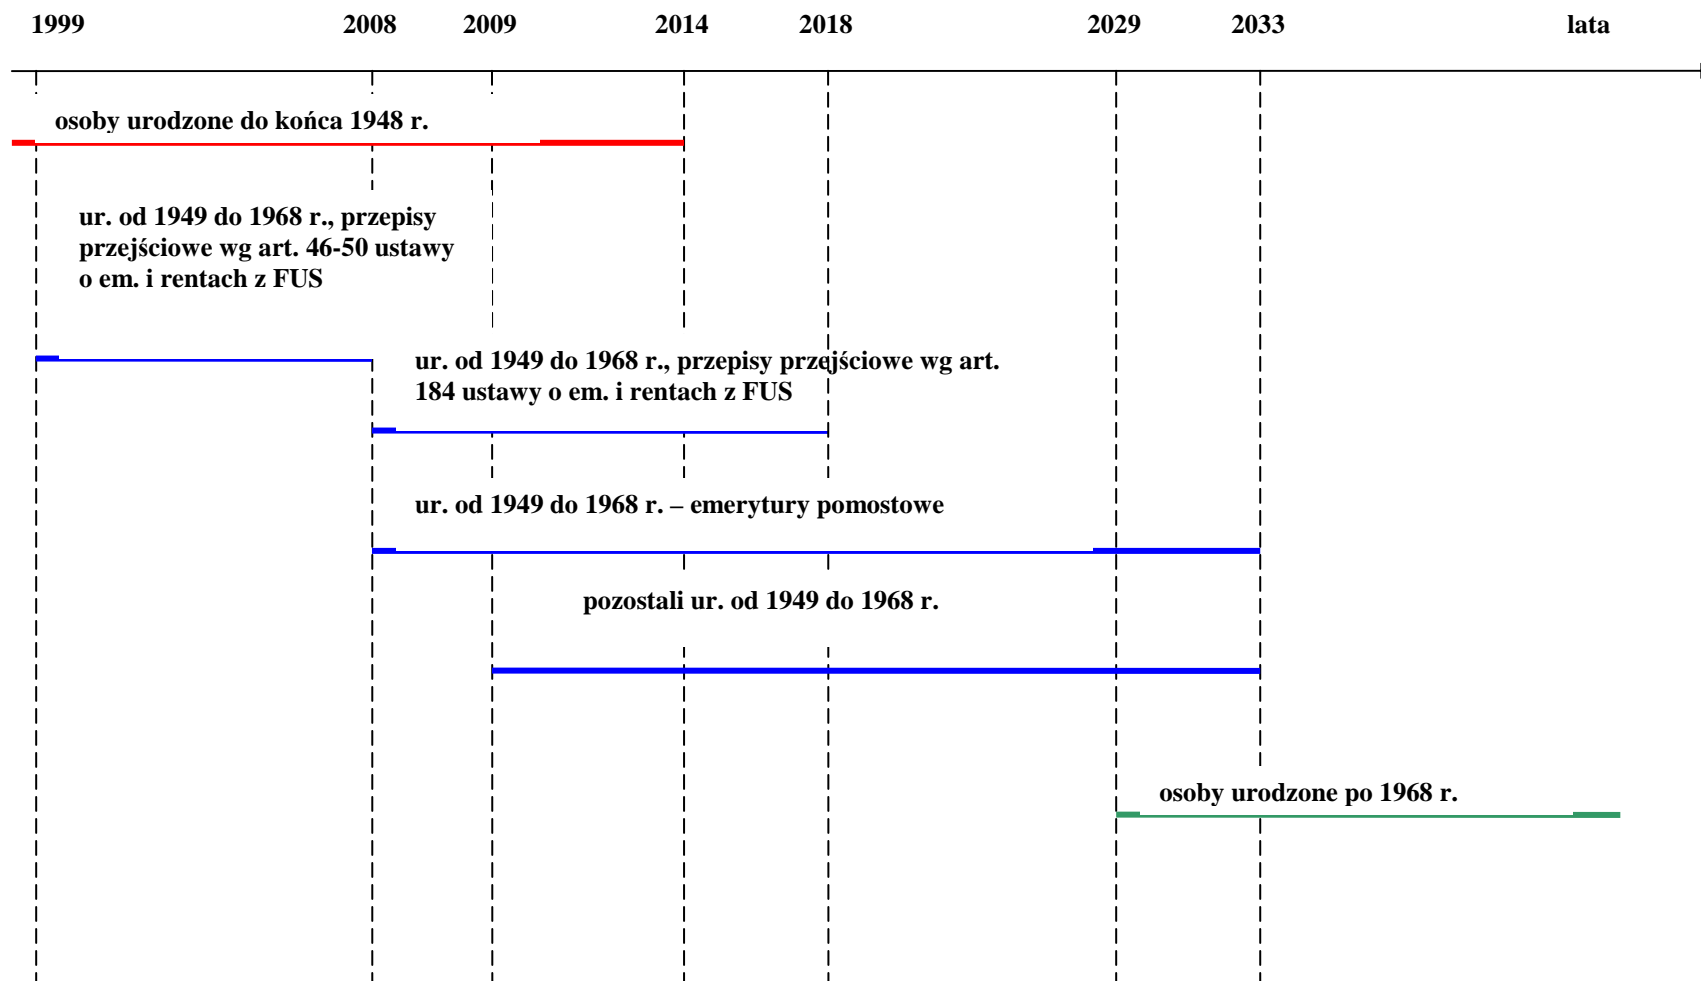 1999 2008 2009 2014 2018 2029 2033 lata
osoby urodzone do końca 1948 r.
ur. od 1949 do 1968 r., przepisy
przejściowe wg art. 46-50 ustawy
o em. i rentach z FUS
ur. od 1949 do 1968 r., przepisy przejściowe wg art.
184 ustawy o em. i rentach z FUS
ur. od 1949 do 1968 r. – emerytury pomostowe
pozostali ur. od 1949 do 1968 r.
osoby urodzone po 1968 r.